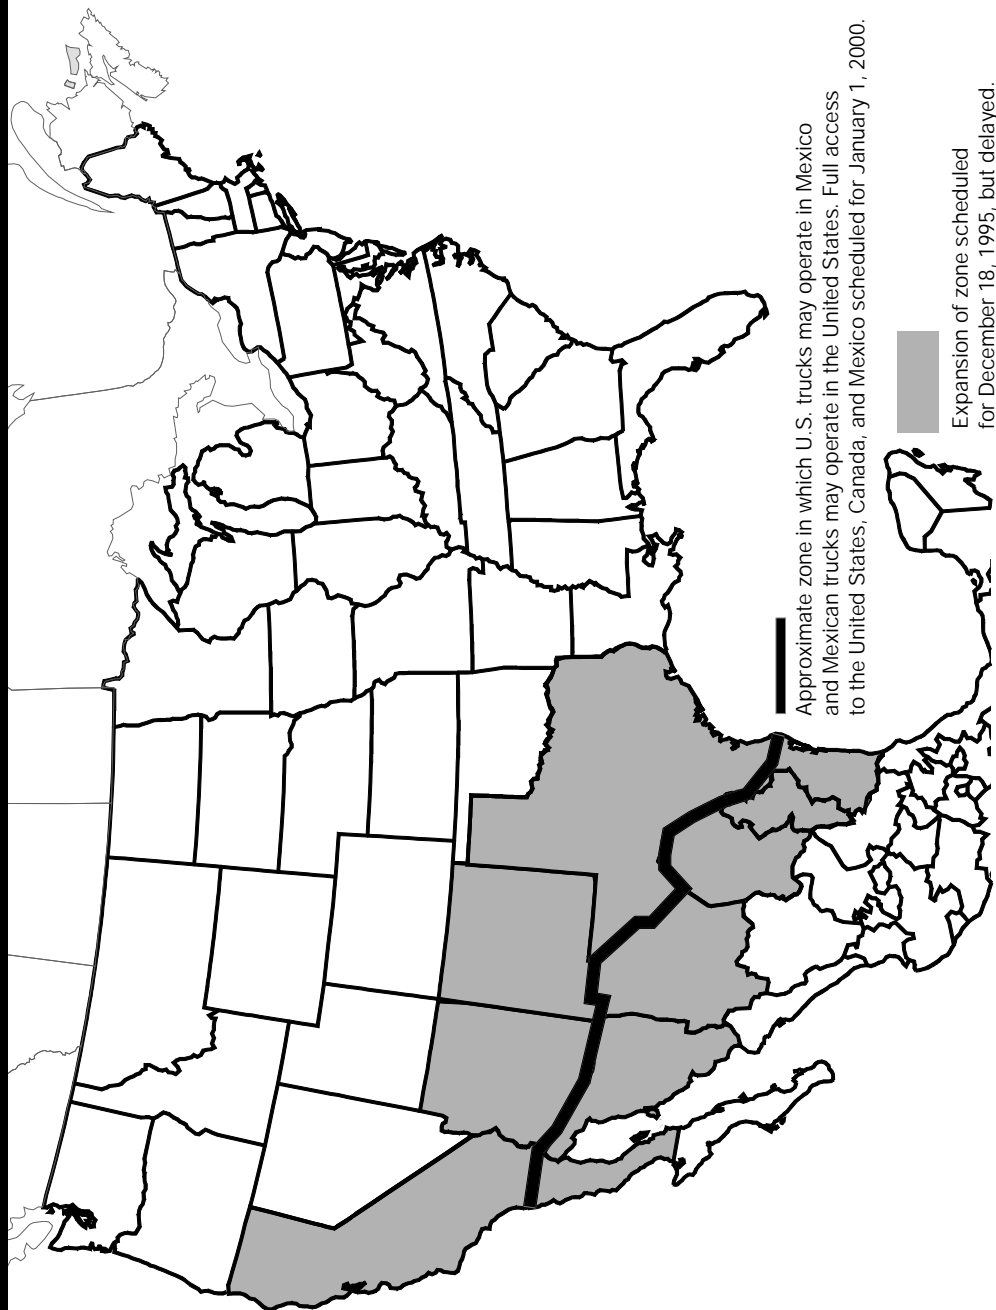 Approximate zone in which U.S. trucks may operate in Mexico
and Mexican trucks may operate in the United States. Full access
to the United States, Canada, and Mexico scheduled for January 1, 2000.
Expansion of zone scheduled
for December 18, 1995, but delayed.